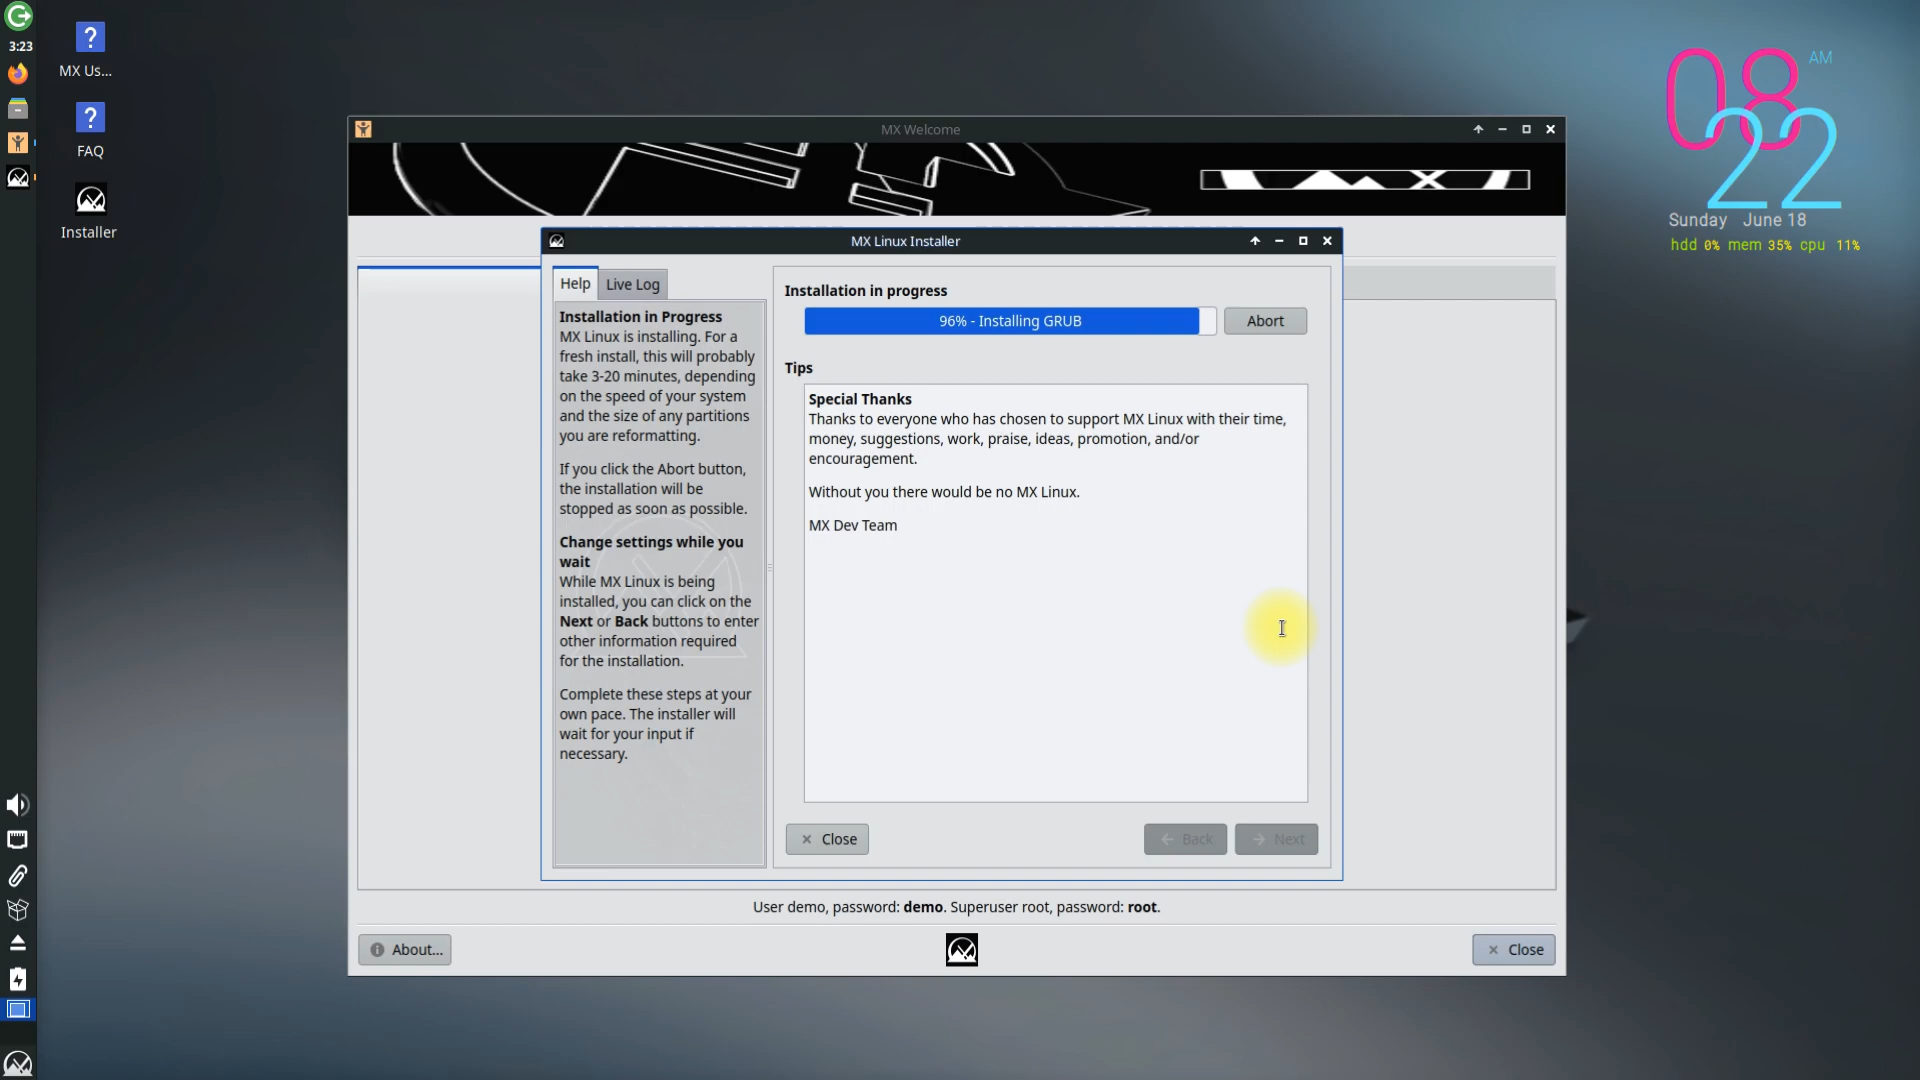 3:23
MX Us...
FAQ
Installer
08
AM
22
Sunday June 18
hdd 0% mem 35% cpu 11%
MX Welcome
MX Linux Installer
Help
Live Log
Installation in Progress
MX Linux is installing. For a
fresh install, this will probably
take 3-20 minutes, depending
on the speed of your system
and the size of any partitions
you are reformatting.
If you click the Abort button,
the installation will be
stopped as soon as possible.
Change settings while you
wait
While MX Linux is being
installed, you can click on the
Next or Back buttons to enter
other information required
for the installation.
Complete these steps at your
own pace. The installer will
wait for your input if
necessary.
Installation in progress
96% - Installing GRUB
Abort
Tips
Special Thanks
Thanks to everyone who has chosen to support MX Linux with their time,
money, suggestions, work, praise, ideas, promotion, and/or
encouragement.
Without you there would be no MX Linux.
MX Dev Team
Close
Back
Next
User demo, password: demo. Superuser root, password: root.
About...
Close